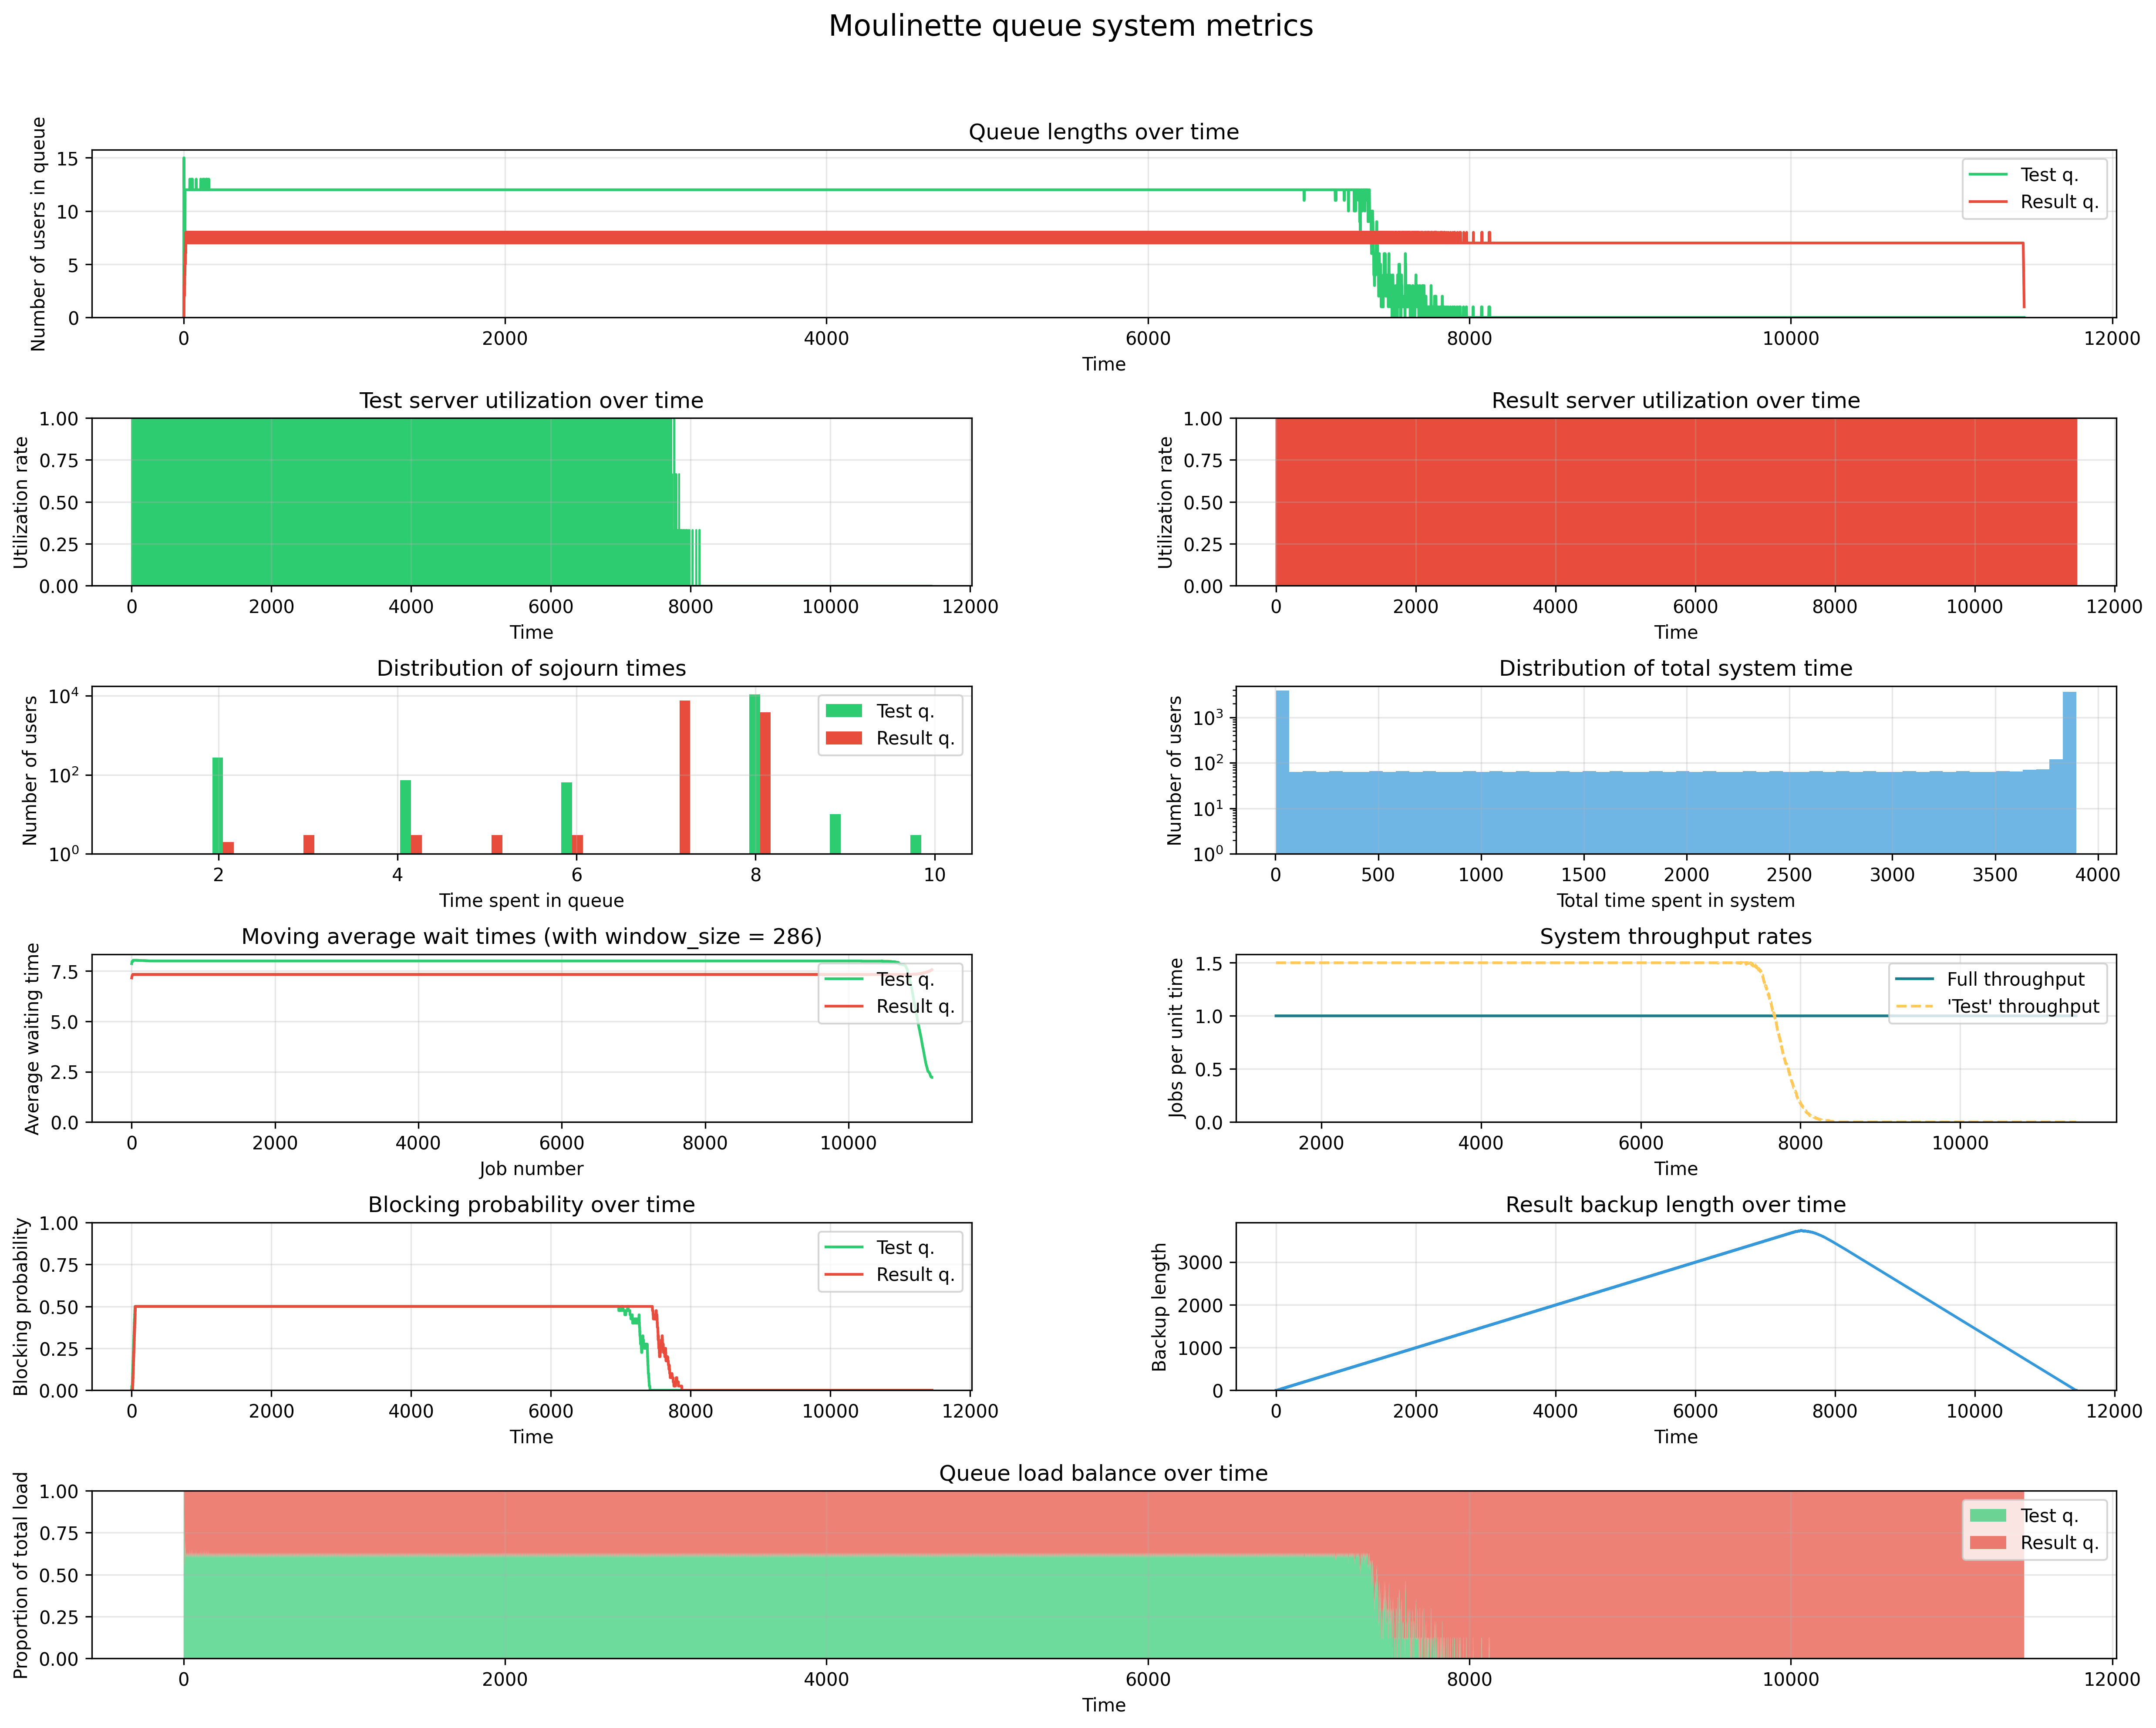 Moulinette queue system metrics
Queue lengths over time
Number of users in queue
15
10
5
0
Test q.
Result q.
0 2000 4000 6000 8000 10000 12000
Time
Test server utilization over time
Utilization rate
1.00
0.75
0.50
0.25
0.00
0 2000 4000 6000 8000 10000 12000
Time
Result server utilization over time
Utilization rate
1.00
0.75
0.50
0.25
0.00
0 2000 4000 6000 8000 10000 12000
Time
Distribution of sojourn times
Number of users
10⁴
10²
10⁰
Test q.
Result q.
2 4 6 8 10
Time spent in queue
Distribution of total system time
Number of users
10³
10²
10¹
10⁰
0 500 1000 1500 2000 2500 3000 3500 4000
Total time spent in system
Moving average wait times (with window_size = 286)
Average waiting time
7.5
5.0
2.5
0.0
Test q.
Result q.
0 2000 4000 6000 8000 10000
Job number
System throughput rates
Jobs per unit time
1.5
1.0
0.5
0.0
Full throughput
'Test' throughput
2000 4000 6000 8000 10000
Time
Blocking probability over time
Blocking probability
1.00
0.75
0.50
0.25
0.00
Test q.
Result q.
0 2000 4000 6000 8000 10000 12000
Time
Result backup length over time
Backup length
3000
2000
1000
0
0 2000 4000 6000 8000 10000 12000
Time
Queue load balance over time
Proportion of total load
1.00
0.75
0.50
0.25
0.00
Test q.
Result q.
0 2000 4000 6000 8000 10000 12000
Time